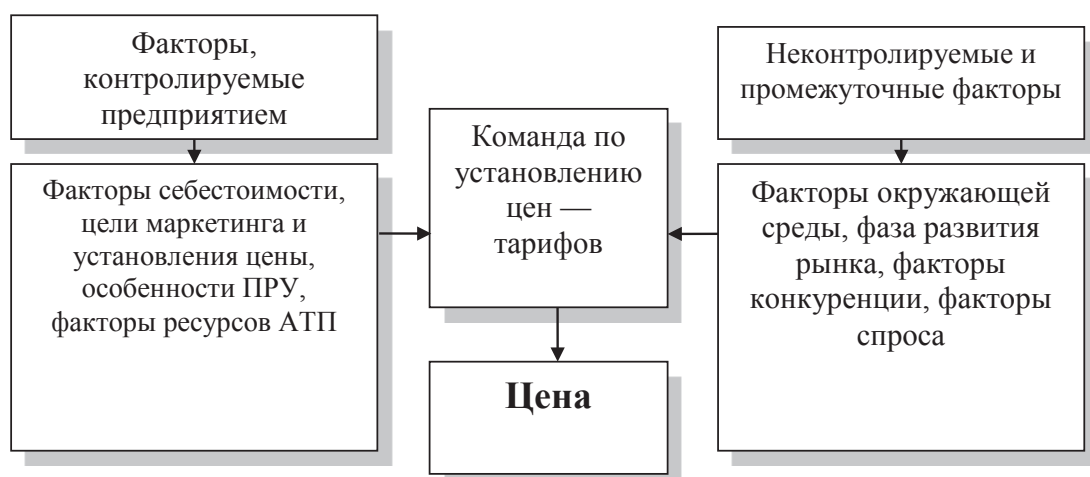 Факторы,
контролируемые
предприятием
Факторы себестоимости,
цели маркетинга и
установления цены,
особенности ПРУ,
факторы ресурсов АТП
Команда по
установлению
цен —
тарифов
Цена
Неконтролируемые и
промежуточные факторы
Факторы окружающей
среды, фаза развития
рынка, факторы
конкуренции, факторы
спроса